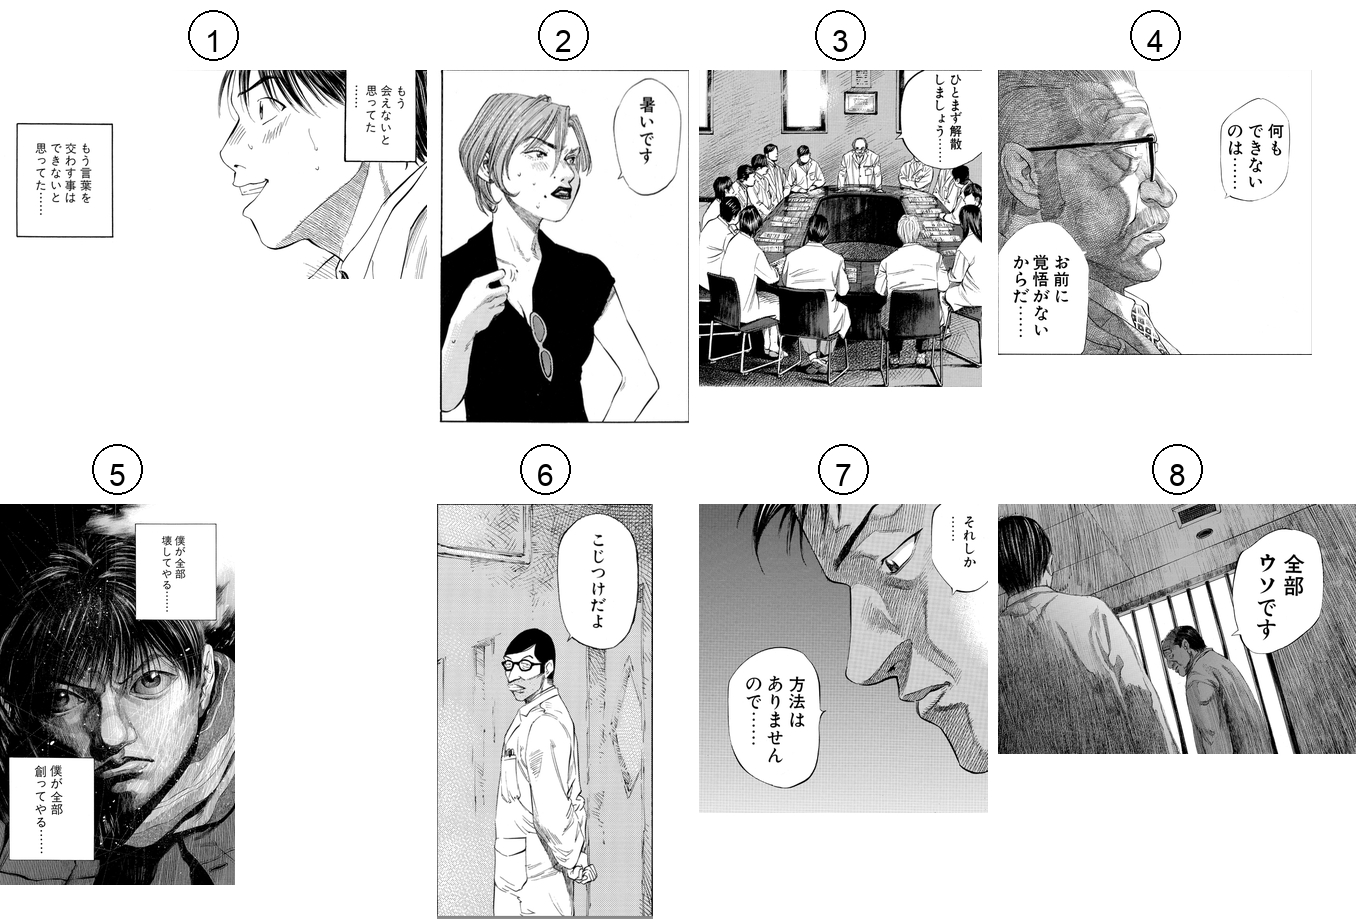 1
もう
会えないと
思ってた
……
もう言葉を
交わす事は
できないと
思ってた……
2
暑いです
3
ひとまず解散
しましょう……
4
何も
できない
のは……
お前に
覚悟がない
からだ……
5
僕が全部
壊してやる……
僕が全部
創ってやる……
6
こじつけだよ
7
それしか
……
方法は
ありません
ので……
8
全部
ウソです